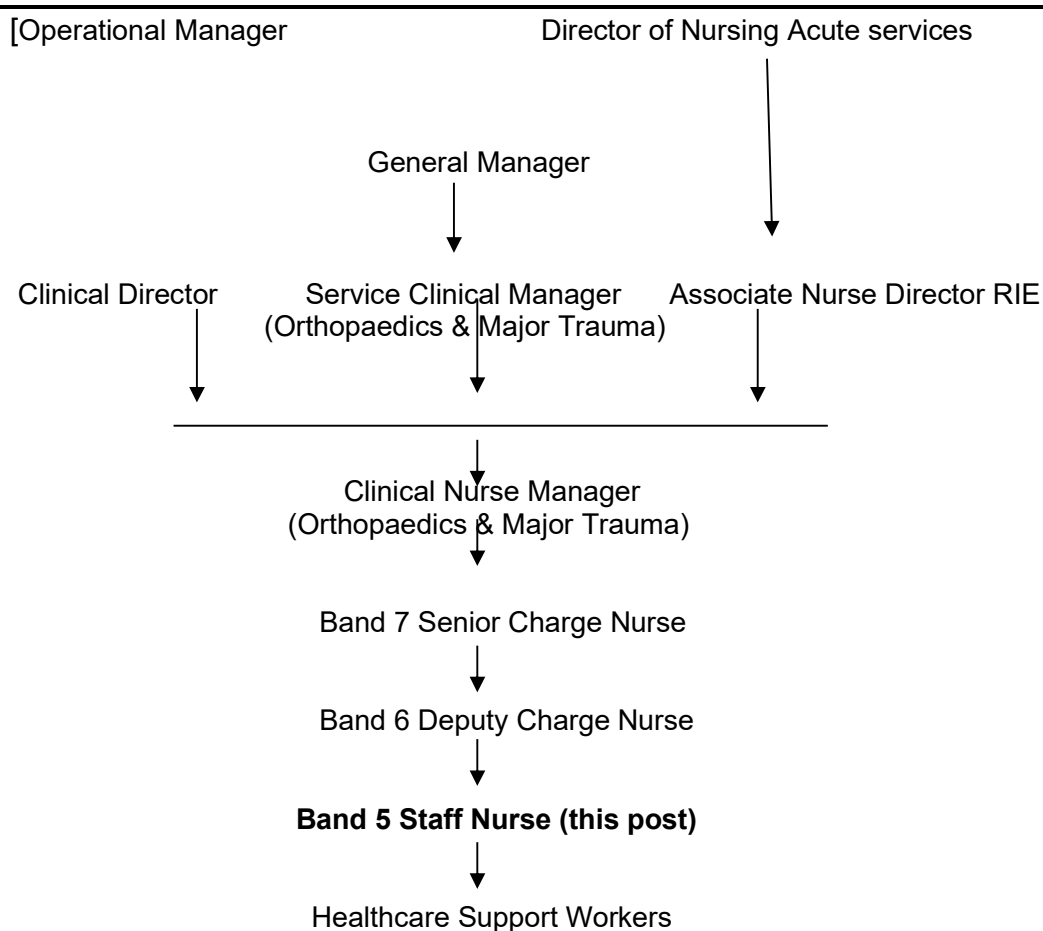 [Operational Manager Director of Nursing Acute services
General Manager
Clinical Director Service Clinical Manager Associate Nurse Director RIE
(Orthopaedics & Major Trauma)
Clinical Nurse Manager
(Orthopaedics & Major Trauma)
Band 7 Senior Charge Nurse
Band 6 Deputy Charge Nurse
Band 5 Staff Nurse (this post)
Healthcare Support Workers